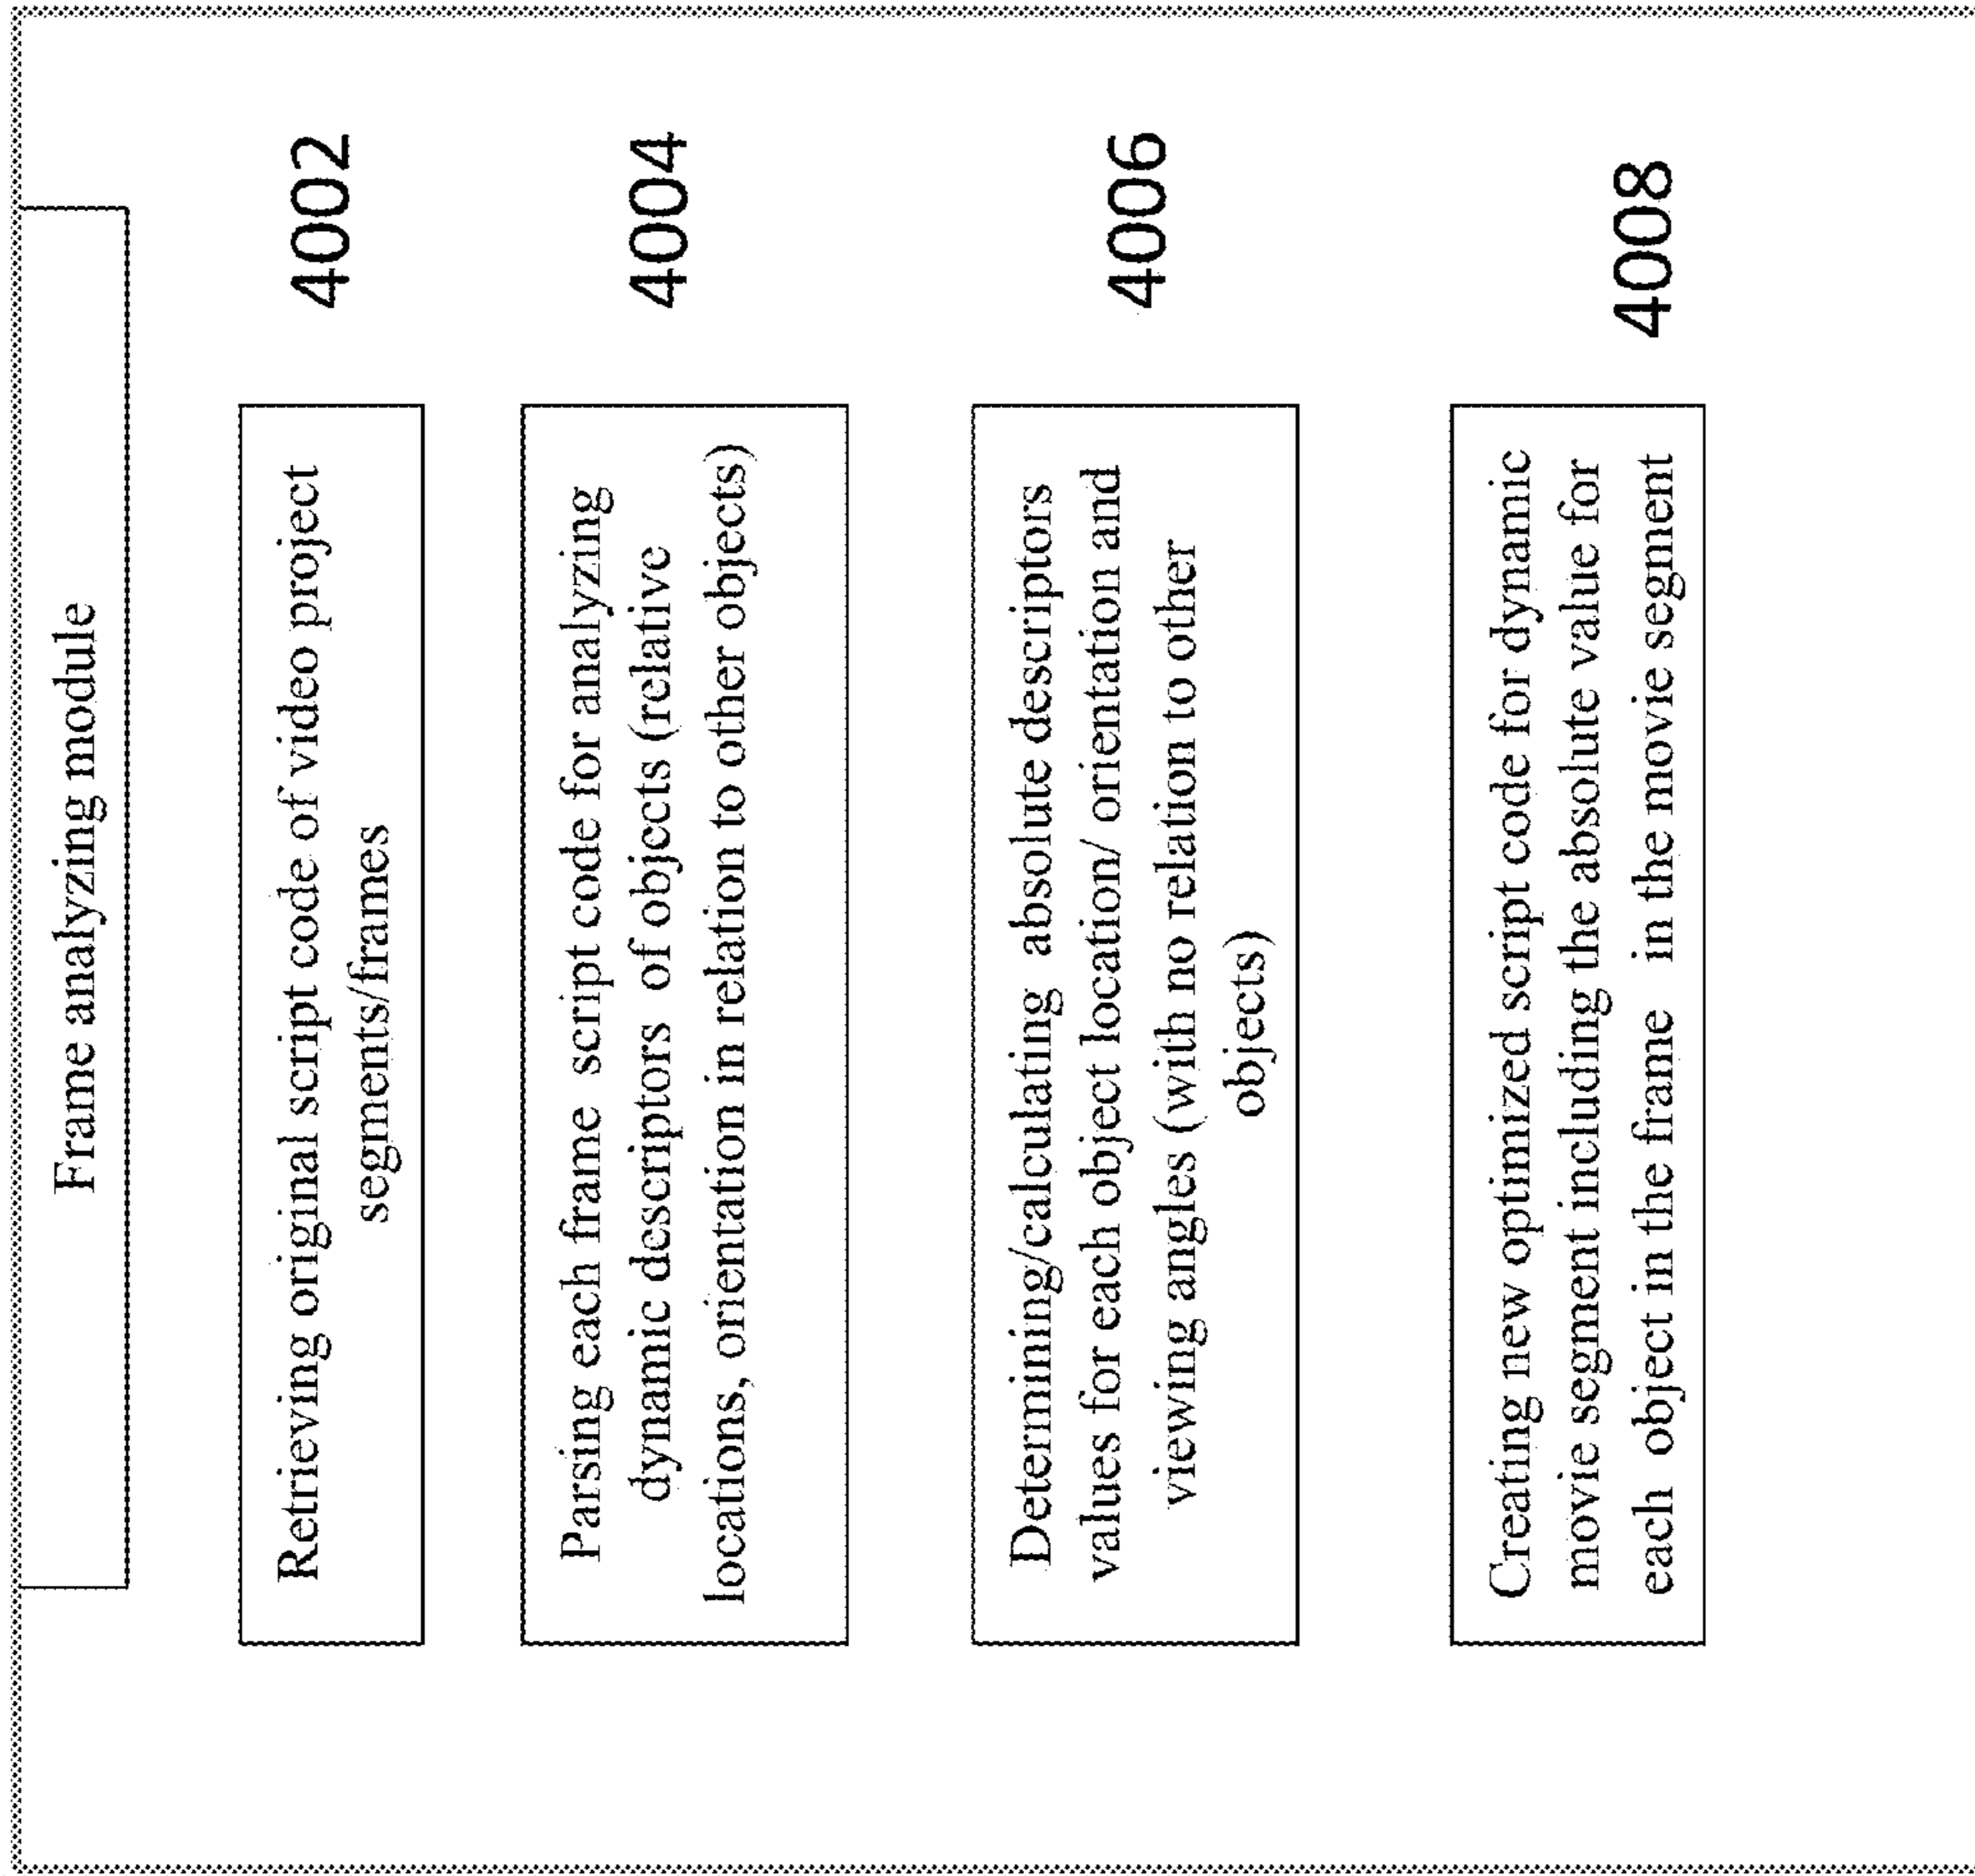 Frame analyzing module
Retrieving original script code of video project
segments/frames
4002
Parsing each frame script code for analyzing
dynamic descriptors of objects (relative
locations, orientation in relation to other objects)
4004
Determining/calculating absolute descriptors
values for each object location/ orientation and
viewing angles (with no relation to other
objects)
4006
Creating new optimized script code for dynamic
movie segment including the absolute value for
each object in the frame in the movie segment
4008